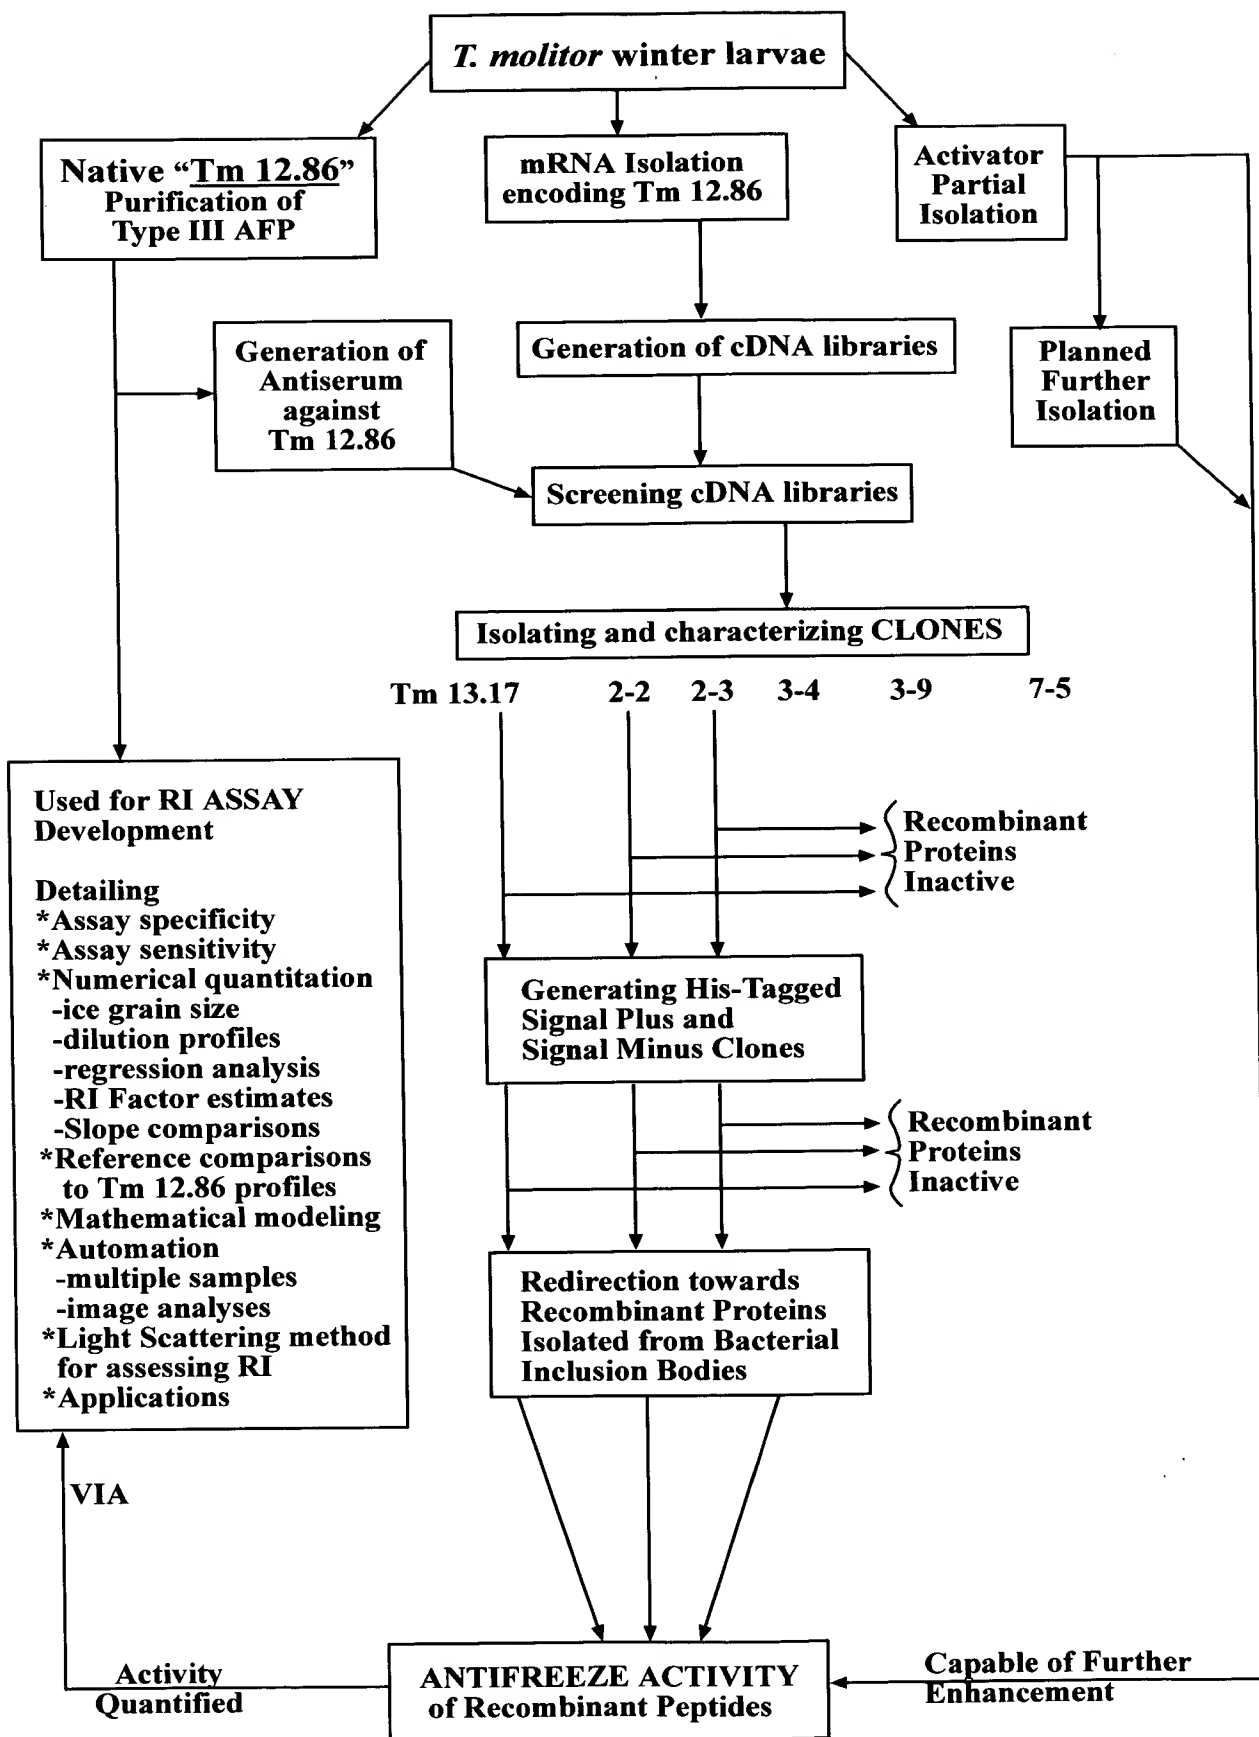 T. molitor winter larvae
Native “Tm 12.86”
Purification of
Type III AFP
mRNA Isolation
encoding Tm 12.86
Activator
Partial
Isolation
Generation of
Antiserum
against
Tm 12.86
Generation of cDNA libraries
Planned
Further
Isolation
Screening cDNA libraries
Isolating and characterizing CLONES
Tm 13.17 2-2 2-3 3-4 3-9 7-5
Used for RI ASSAY
Development
Detailing
*Assay specificity
*Assay sensitivity
*Numerical quantitation
-ice grain size
-dilution profiles
-regression analysis
-RI Factor estimates
-Slope comparisons
*Reference comparisons
to Tm 12.86 profiles
*Mathematical modeling
*Automation
-multiple samples
-image analyses
*Light Scattering method
for assessing RI
*Applications
Recombinant
Proteins
Inactive
Generating His-Tagged
Signal Plus and
Signal Minus Clones
Recombinant
Proteins
Inactive
Redirection towards
Recombinant Proteins
Isolated from Bacterial
Inclusion Bodies
VIA
Activity
Quantified
ANTIFREEZE ACTIVITY
of Recombinant Peptides
Capable of Further
Enhancement